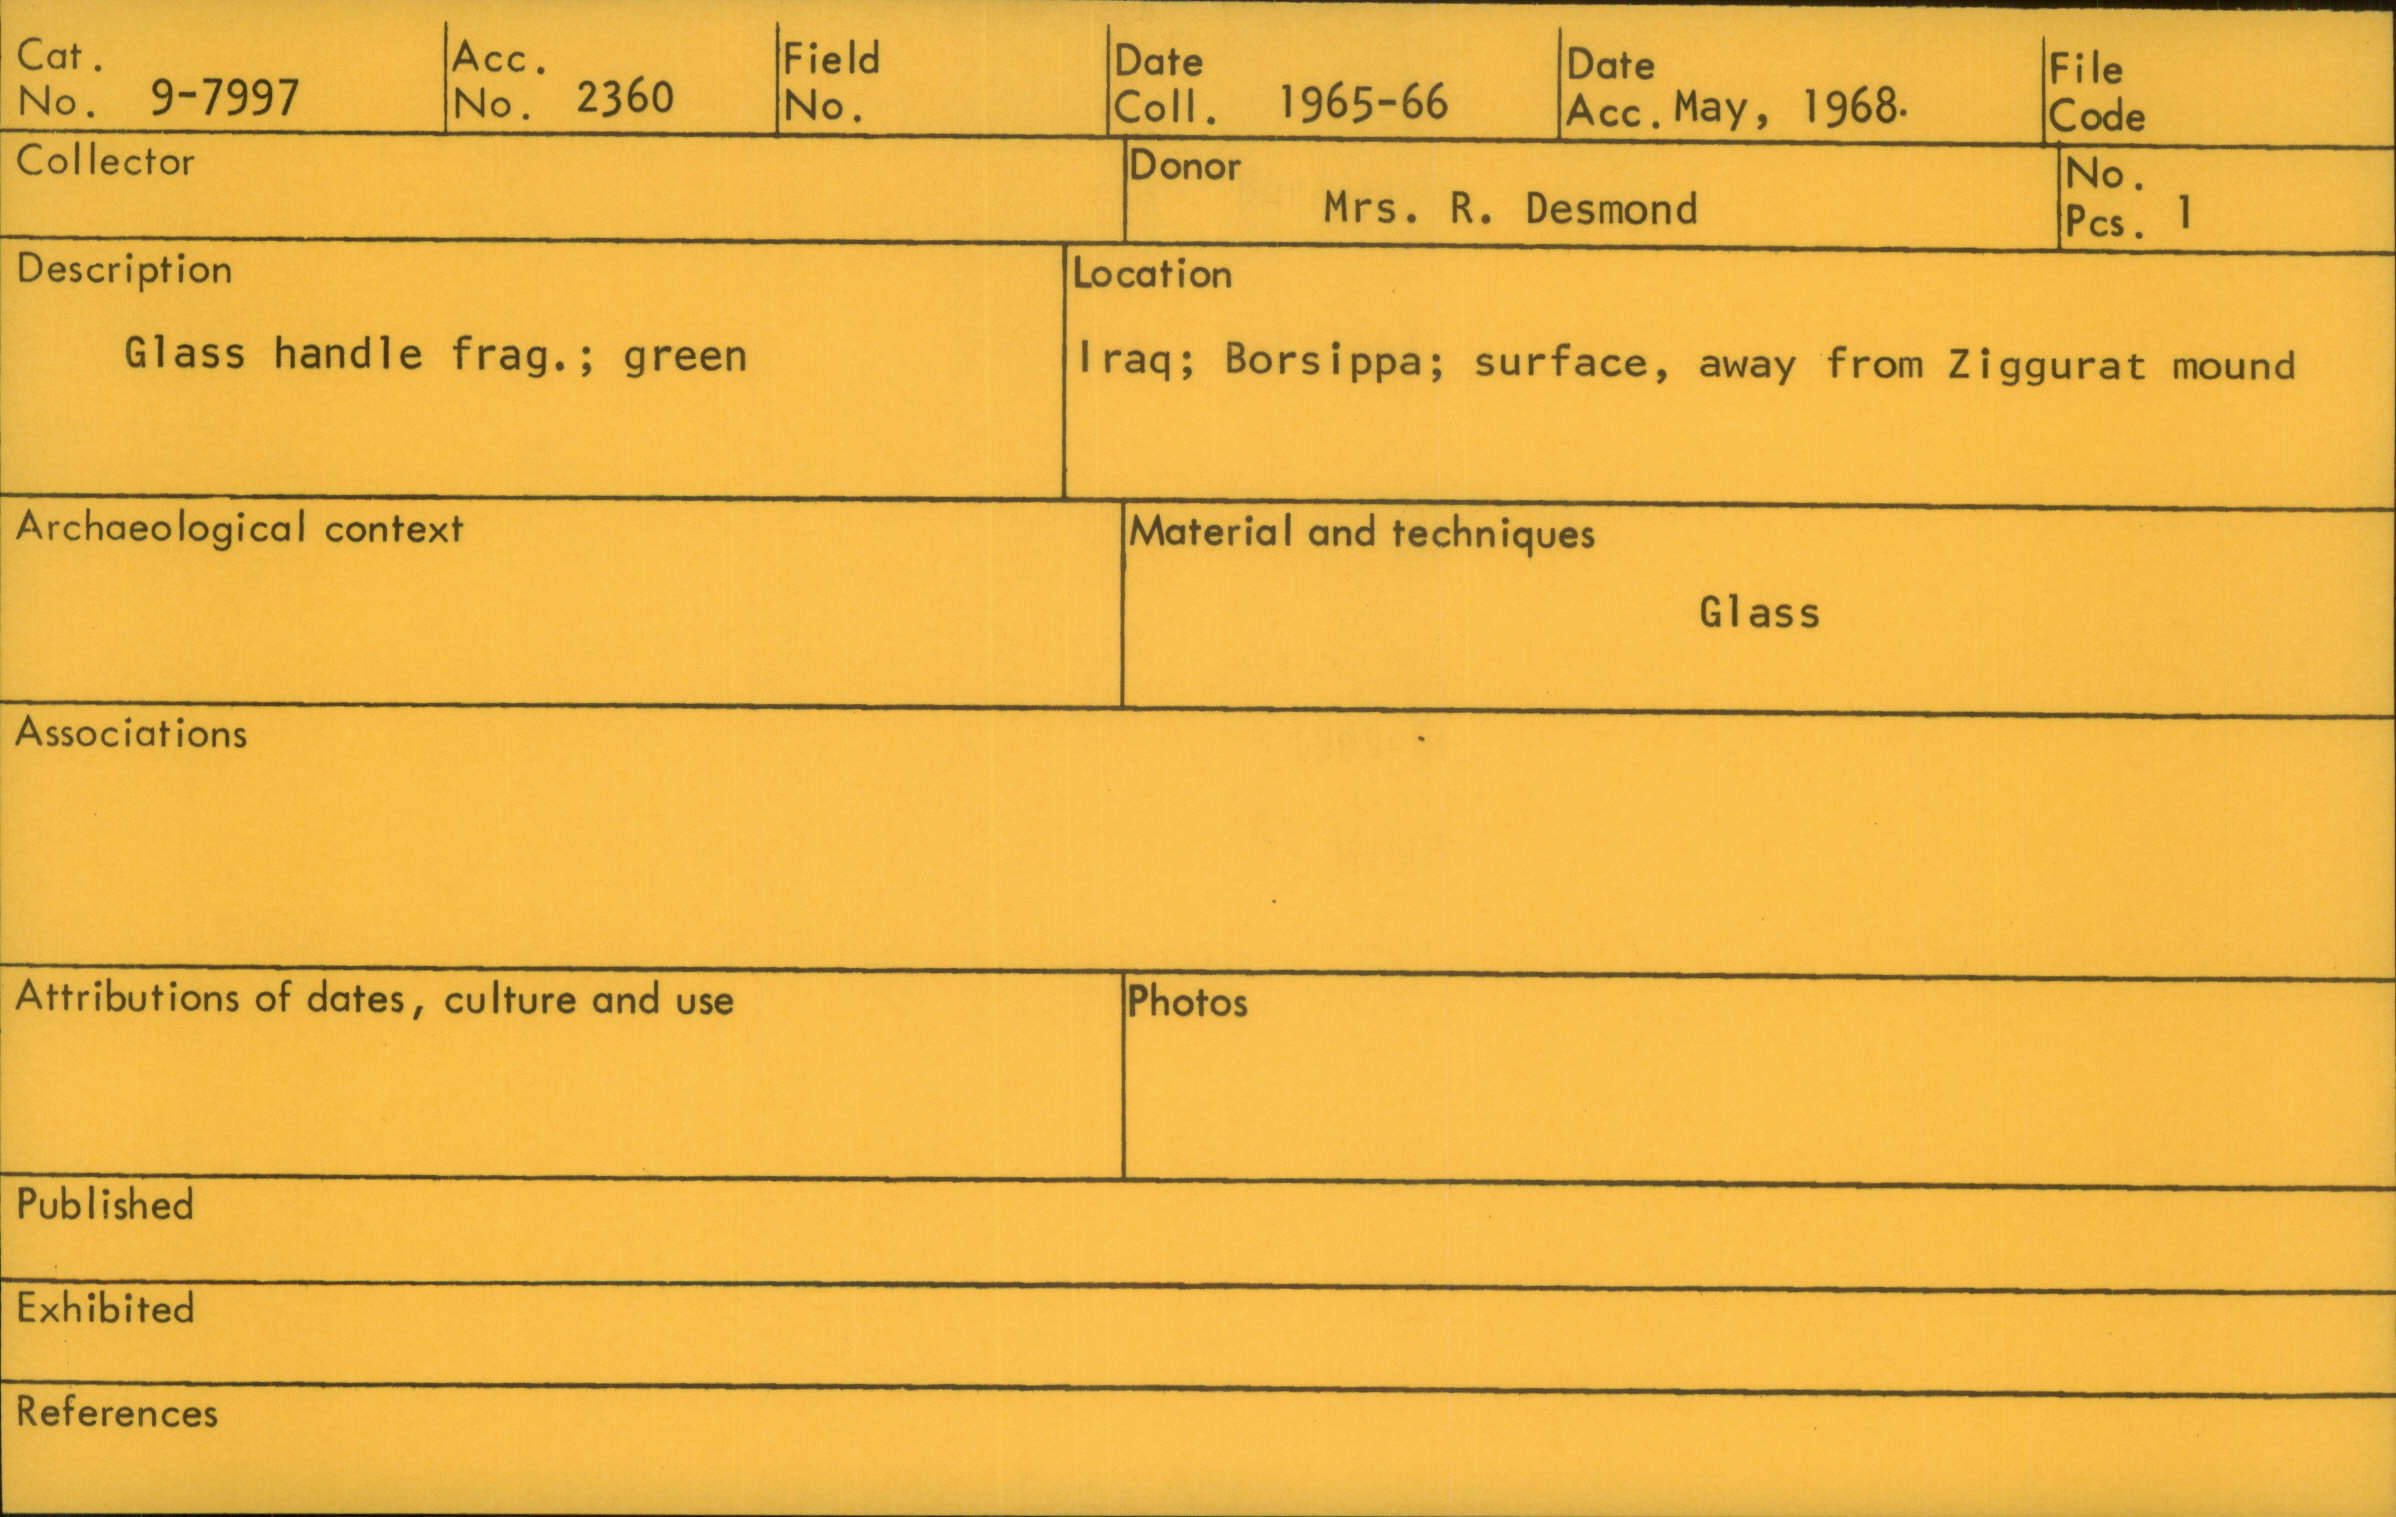 Cat. No. 9-7997
Acc. No. 2360
Field No.
Date Coll. 1965-66
Date Acc. May, 1968.
File Code
Collector
Donor
Mrs. R. Desmond
No. Pcs. 1
Description
Glass handle frag.; green
Location
Iraq; Borsippa; surface, away from Ziggurat mound
Archaeological context
Material and techniques
Glass
Associations
Attributions of dates, culture and use
Photos
Published
Exhibited
References